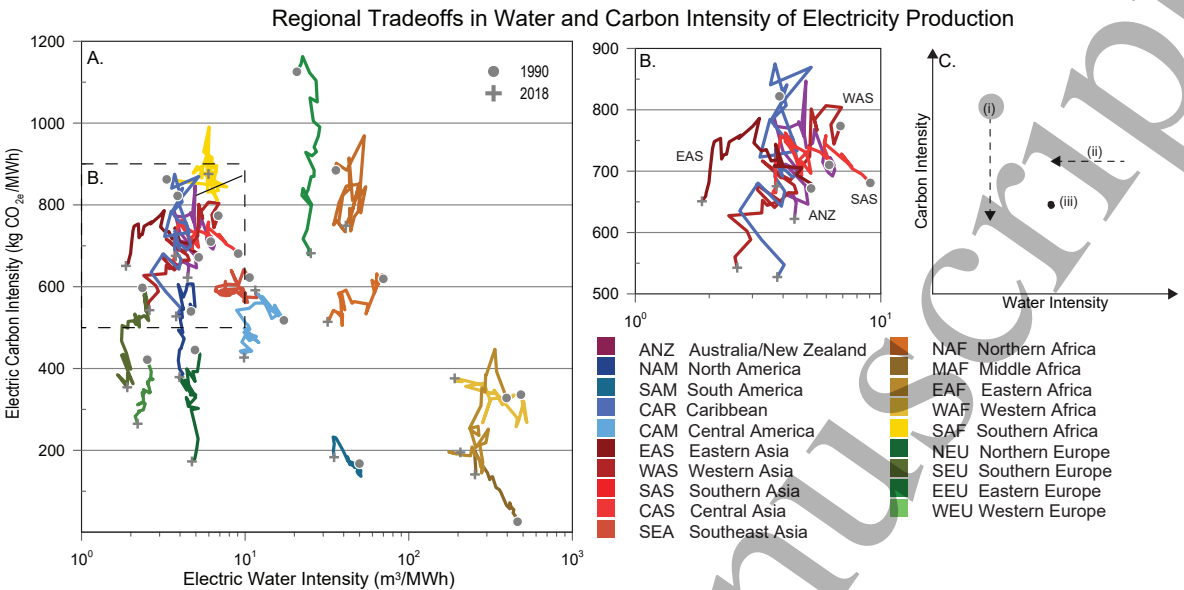 Regional Tradeoffs in Water and Carbon Intensity of Electricity Production
1200
1000
800
600
400
200
Electric Carbon Intensity (kg CO2e/MWh)
A.
1990
2018
B.
10⁰
10¹
10²
10³
Electric Water Intensity (m³/MWh)
900
800
700
600
500
B.
WAS
EAS
SAS
ANZ
10⁰
10¹
C.
Carbon Intensity
(i)
(ii)
(iii)
Water Intensity
ANZ Australia/New Zealand
NAM North America
SAM South America
CAR Caribbean
CAM Central America
EAS Eastern Asia
WAS Western Asia
SAS Southern Asia
CAS Central Asia
SEA Southeast Asia
NAF Northern Africa
MAF Middle Africa
EAF Eastern Africa
WAF Western Africa
SAF Southern Africa
NEU Northern Europe
SEU Southern Europe
EEU Eastern Europe
WEU Western Europe
nuscrip